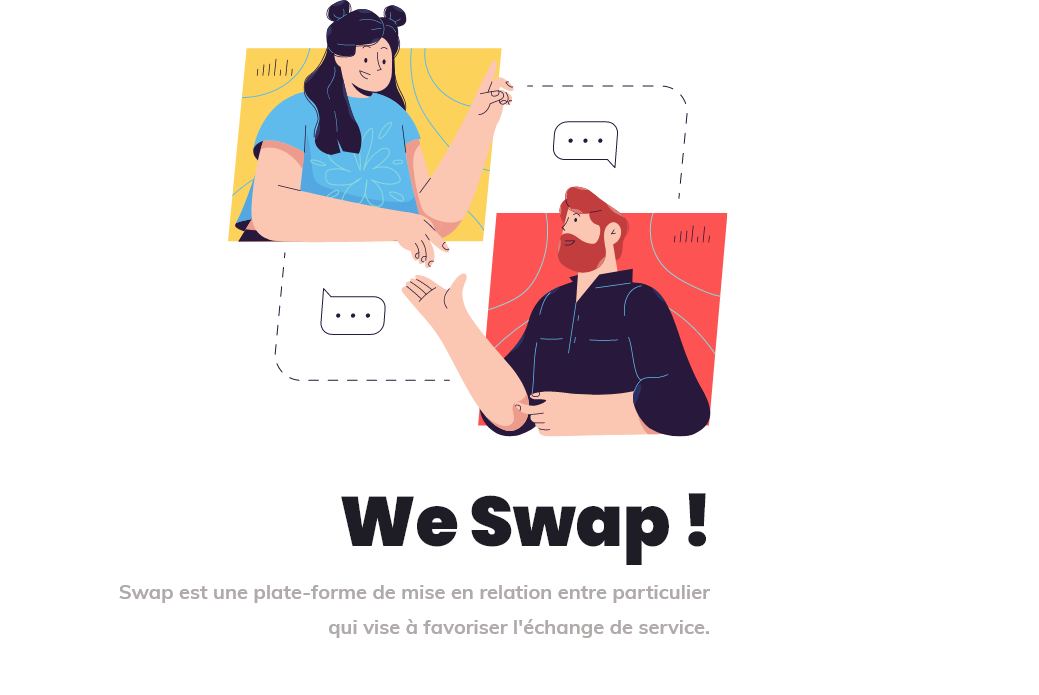 We Swap !
Swap est une plate-forme de mise en relation entre particulier
qui vise à favoriser l'échange de service.